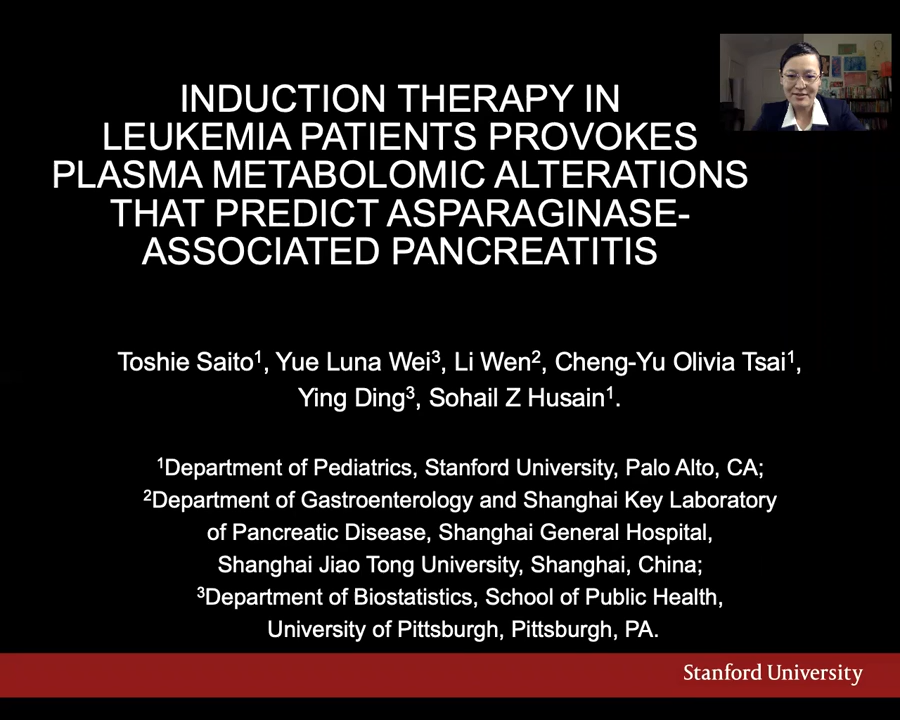 INDUCTION THERAPY IN
LEUKEMIA PATIENTS PROVOKES
PLASMA METABOLOMIC ALTERATIONS
THAT PREDICT ASPARAGINASE-
ASSOCIATED PANCREATITIS
Toshie Saito¹, Yue Luna Wei³, Li Wen², Cheng-Yu Olivia Tsai¹,
Ying Ding³, Sohail Z Husain¹.
¹Department of Pediatrics, Stanford University, Palo Alto, CA;
²Department of Gastroenterology and Shanghai Key Laboratory
of Pancreatic Disease, Shanghai General Hospital,
Shanghai Jiao Tong University, Shanghai, China;
³Department of Biostatistics, School of Public Health,
University of Pittsburgh, Pittsburgh, PA.
Stanford University